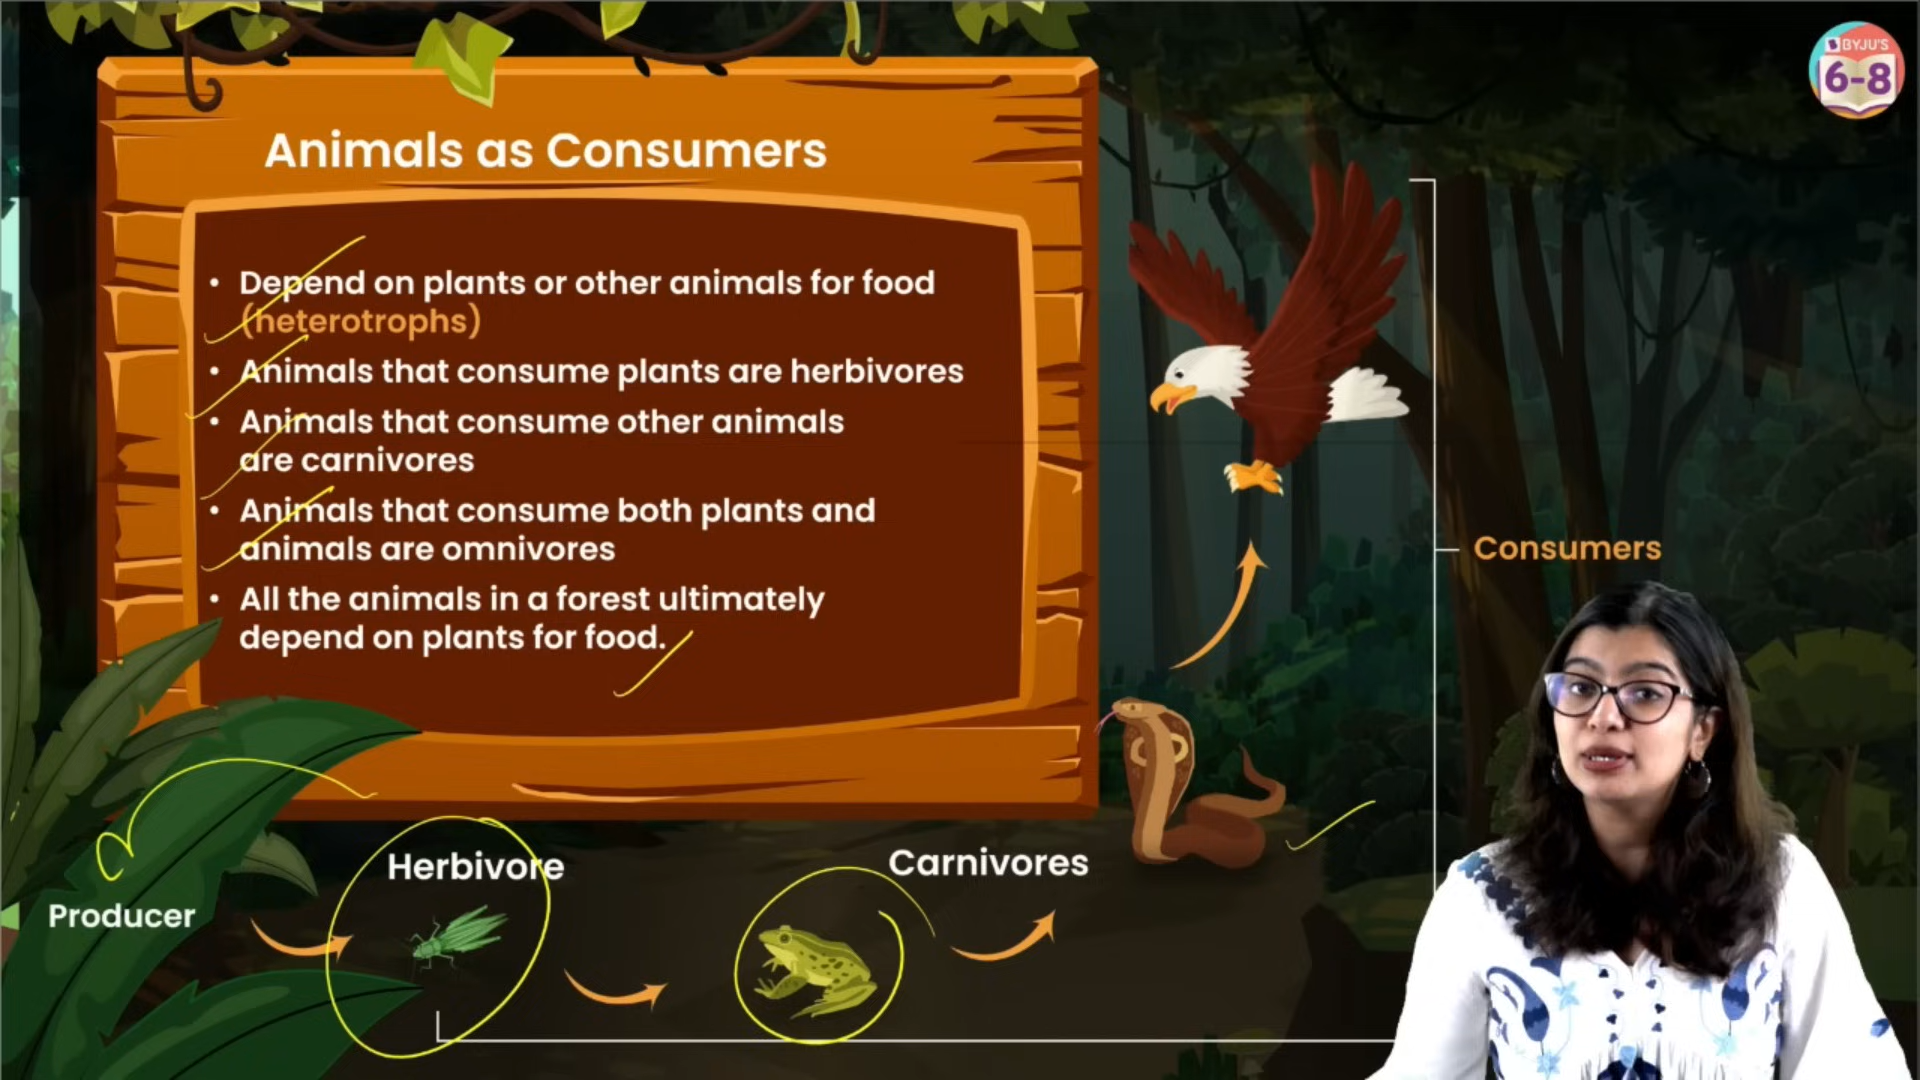 BYJU'S
6-8
Animals as Consumers
• Depend on plants or other animals for food
(heterotrophs)
• Animals that consume plants are herbivores
• Animals that consume other animals
are carnivores
• Animals that consume both plants and
animals are omnivores
• All the animals in a forest ultimately
depend on plants for food.
Consumers
Herbivore
Carnivores
Producer